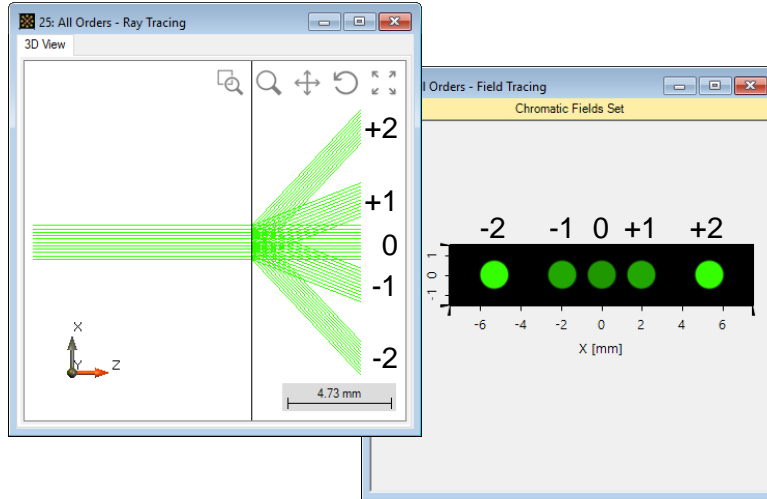 25: All Orders - Ray Tracing
3D View
+2
+1
0
-1
-2
X
Y
Z
4.73 mm
ll Orders - Field Tracing
Chromatic Fields Set
-2 -1 0 +1 +2
1
0
-1
-6 -4 -2 0 2 4 6
X [mm]